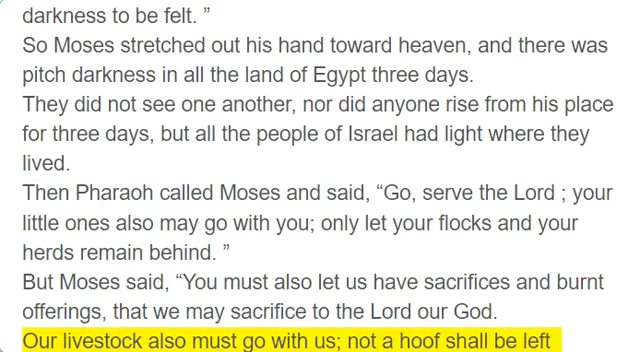 darkness to be felt. ”
So Moses stretched out his hand toward heaven, and there was
pitch darkness in all the land of Egypt three days.
They did not see one another, nor did anyone rise from his place
for three days, but all the people of Israel had light where they
lived.
Then Pharaoh called Moses and said, “Go, serve the Lord ; your
little ones also may go with you; only let your flocks and your
herds remain behind. ”
But Moses said, “You must also let us have sacrifices and burnt
offerings, that we may sacrifice to the Lord our God.
Our livestock also must go with us; not a hoof shall be left